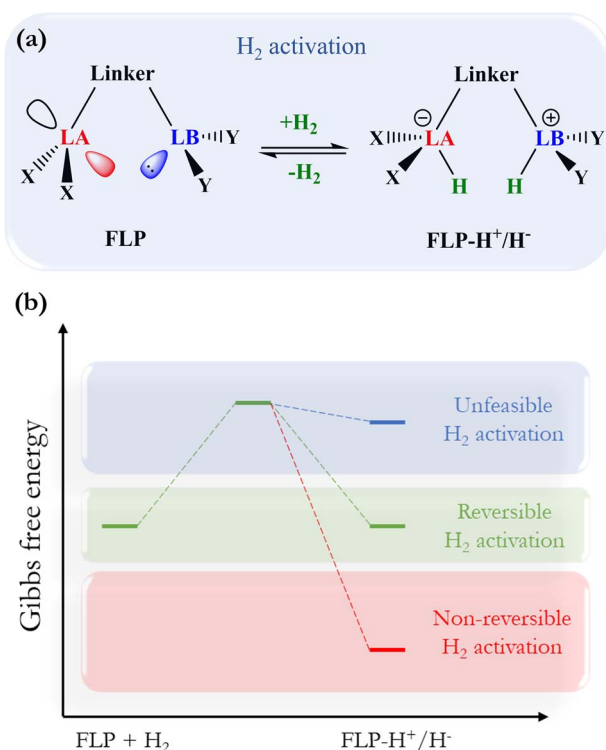 (a)
H₂ activation
Linker
LA
X
X
LB
Y
Y
+H₂
-H₂
Linker
⊖
LA
X
X
H
⊕
LB
Y
Y
H
FLP
FLP-H⁺/H⁻
(b)
Gibbs free energy
Unfeasible
H₂ activation
Reversible
H₂ activation
Non-reversible
H₂ activation
FLP + H₂
FLP-H⁺/H⁻